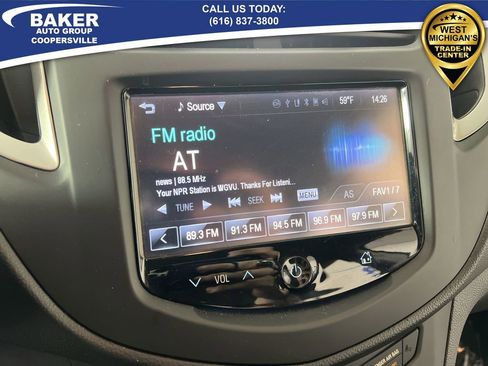 BAKER
AUTO GROUP
COOPERSVILLE
CALL US TODAY:
(616) 837-3800
WEST
MICHIGAN'S
TRADE-IN
CENTER
Source 59°F 14:26
FM radio
AT
news | 88.5 MHz
Your NPR Station is WGVU. Thanks For Listeni...
TUNE SEEK MENU AS FAV1 / 7
89.3 FM 91.3 FM 94.5 FM 96.9 FM 97.9 FM
VOL